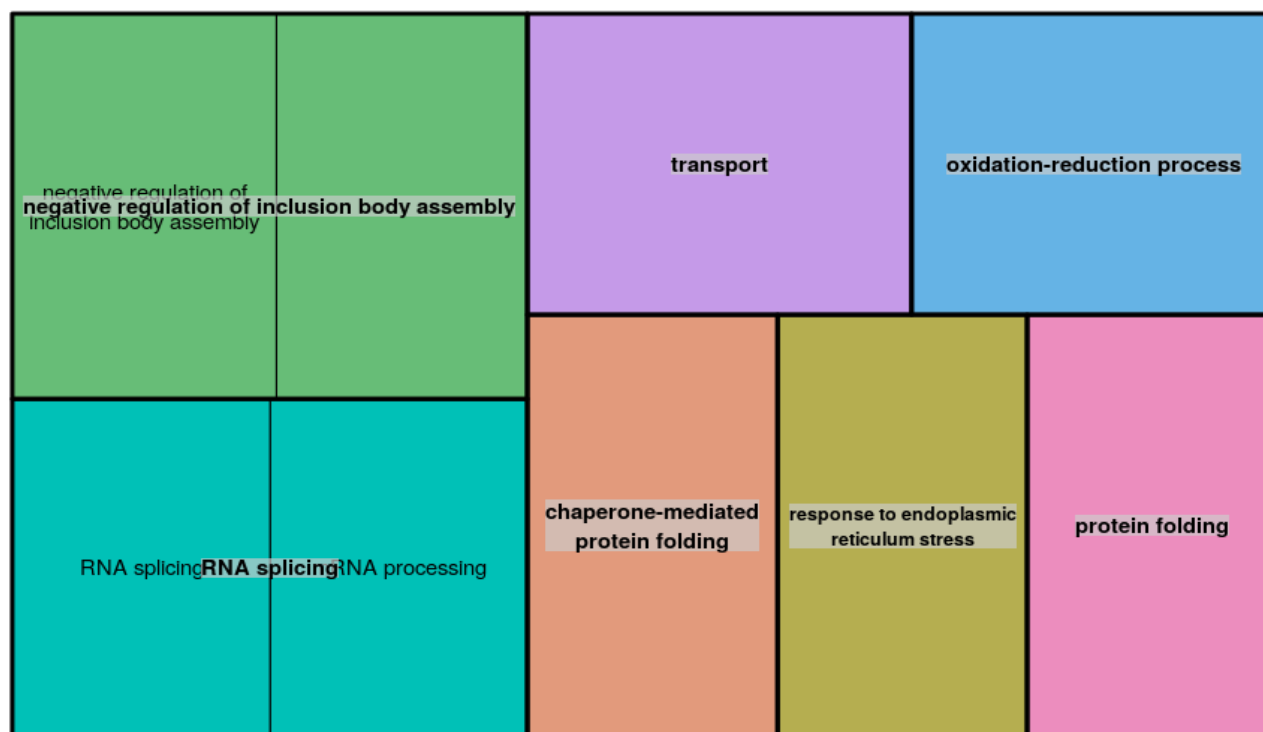 negative regulation of
inclusion body assembly
negative regulation of inclusion body assembly
transport
oxidation-reduction process
RNA splicing
RNA splicing
RNA processing
chaperone-mediated
protein folding
response to endoplasmic
reticulum stress
protein folding